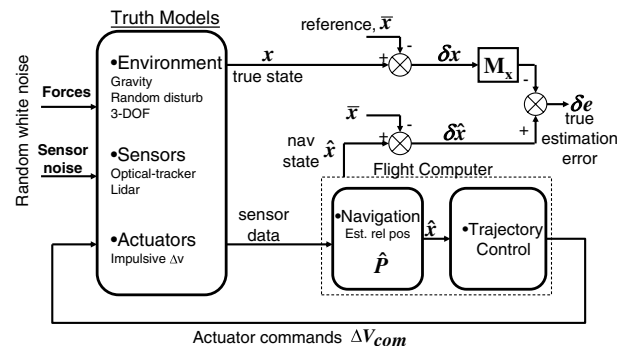 Truth Models
reference, x̅
-
•Environment
Gravity
Random disturb
3-DOF
x
true state
+
δx
Mₓ
-
Random white noise
Forces
x̅
-
nav
state x̂
+
δx̂
+
δe
true
estimation
error
Flight Computer
Sensor
noise
•Sensors
Optical-tracker
Lidar
•Actuators
Impulsive Δv
sensor
data
•Navigation
Est. rel pos
P̂
x̂
•Trajectory
Control
Actuator commands ΔV_com